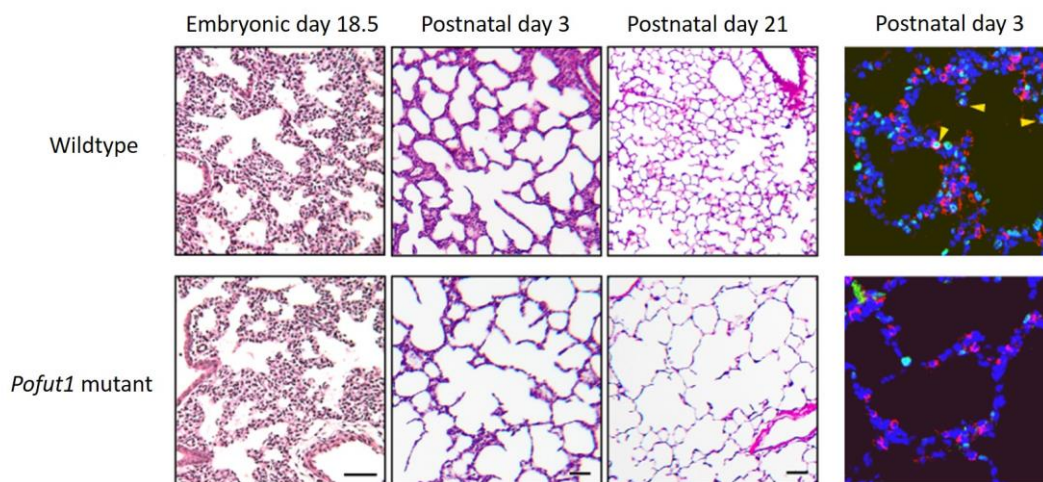 Embryonic day 18.5 Postnatal day 3 Postnatal day 21 Postnatal day 3
Wildtype
Pofut1 mutant